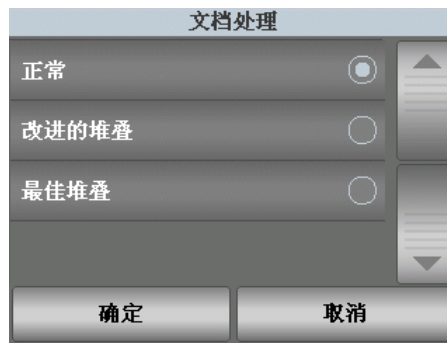 文档处理
正常
改进的堆叠
最佳堆叠
确定
取消